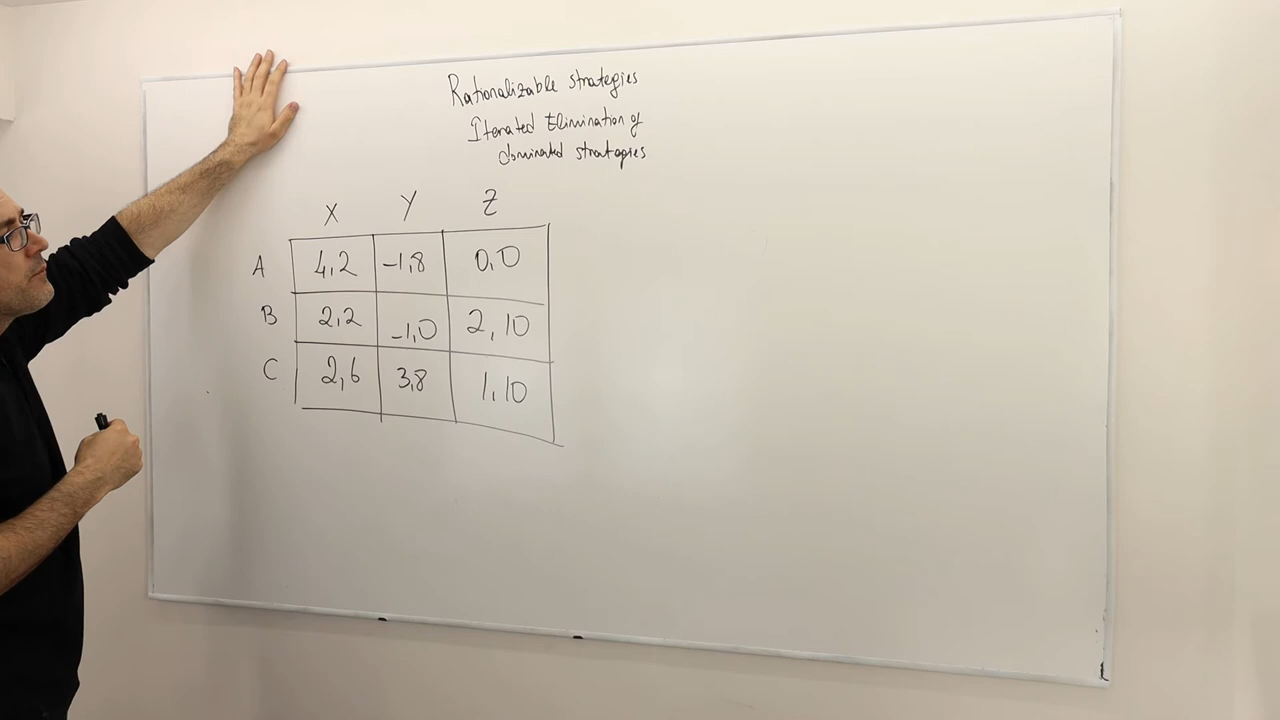 Rationalizable strategies
Iterated Elimination of
dominated strategies
X Y Z
A 4,2 -1,8 0,0
B 2,2 -1,0 2,10
C 2,6 3,8 1,10